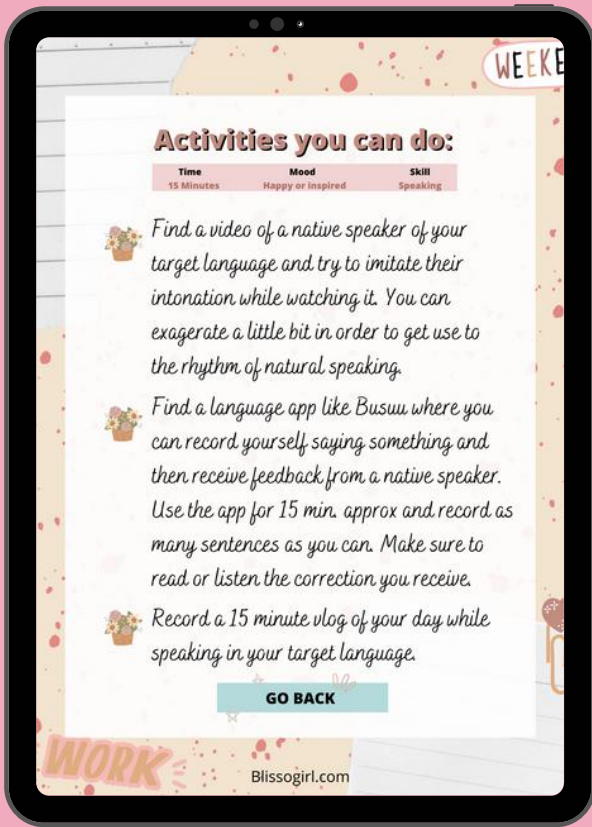 WEEKE
Activities you can do:
Time Mood Skill
15 Minutes Happy or inspired Speaking
Find a video of a native speaker of your
target language and try to imitate their
intonation while watching it. You can
exagerate a little bit in order to get use to
the rhythm of natural speaking.
Find a language app like Busuu where you
can record yourself saying something and
then receive feedback from a native speaker.
Use the app for 15 min. approx and record as
many sentences as you can. Make sure to
read or listen the correction you receive.
Record a 15 minute vlog of your day while
speaking in your target language.
GO BACK
WORK
Blissogirl.com